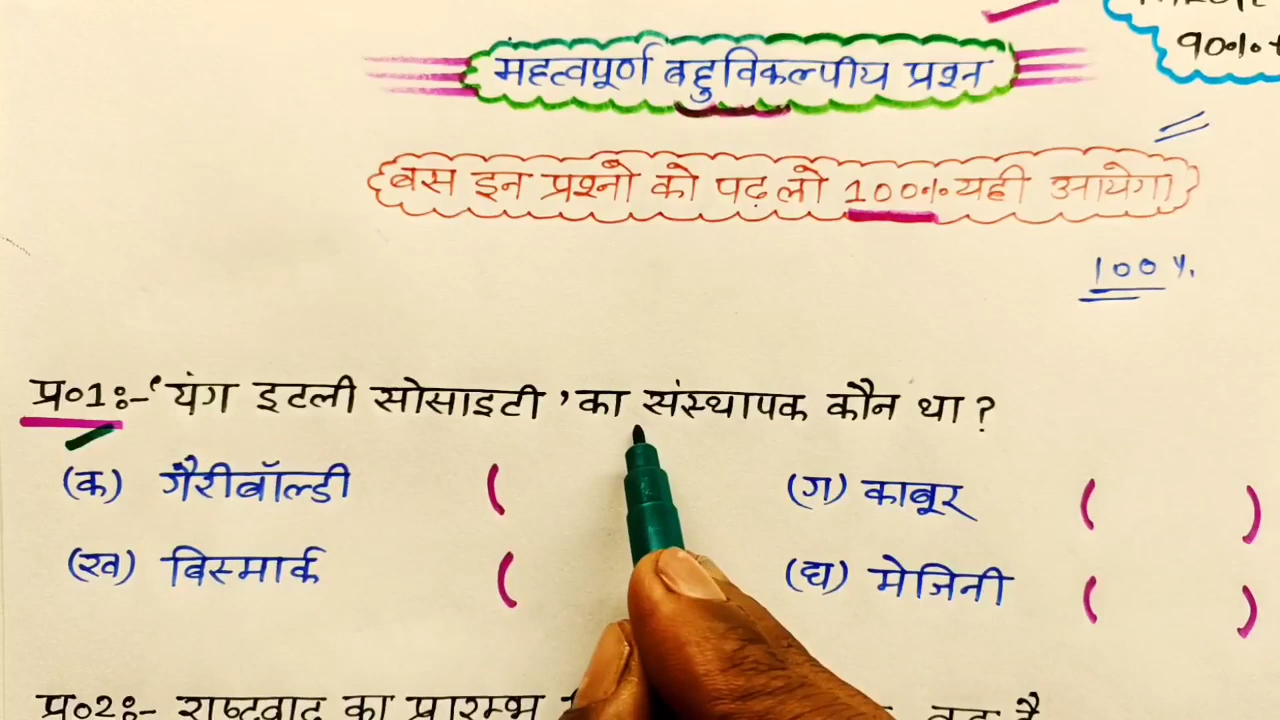 90%+
महत्वपूर्ण बहुविकल्पीय प्रश्न
बस इन प्रश्नो को पढ़ लो 100% यही आयेगा
100%
प्र०1:- 'यंग इटली सोसाइटी' का संस्थापक कौन था ?
(क) गैरीबॉल्डी ( (ग) काबूर ( )
(ख) विस्मार्क ( (घ) मेजिनी ( )
प्र०2:- राष्ट्रवाद का प्रारम्भ